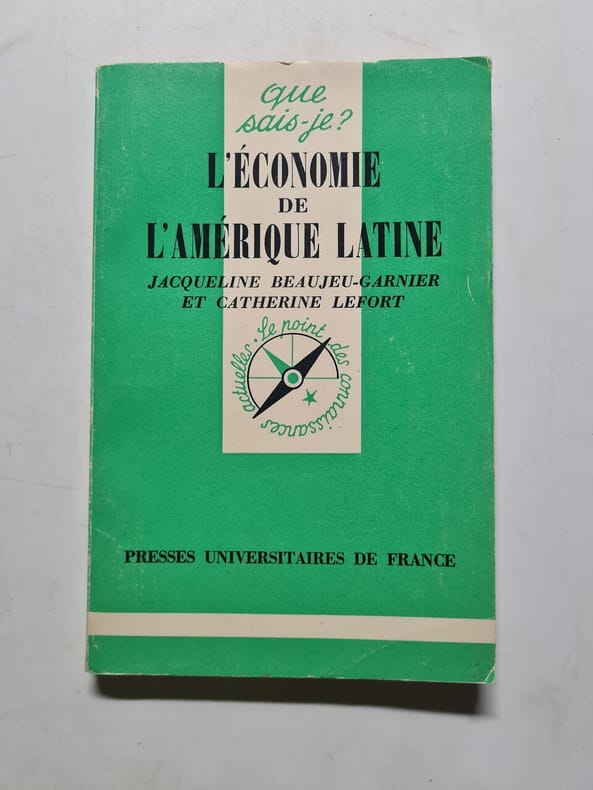 que
sais-je?
L'ÉCONOMIE
DE
L'AMÉRIQUE LATINE
JACQUELINE BEAUJEU-GARNIER
ET CATHERINE LEFORT
Le point des connaissances actuelles •
PRESSES UNIVERSITAIRES DE FRANCE